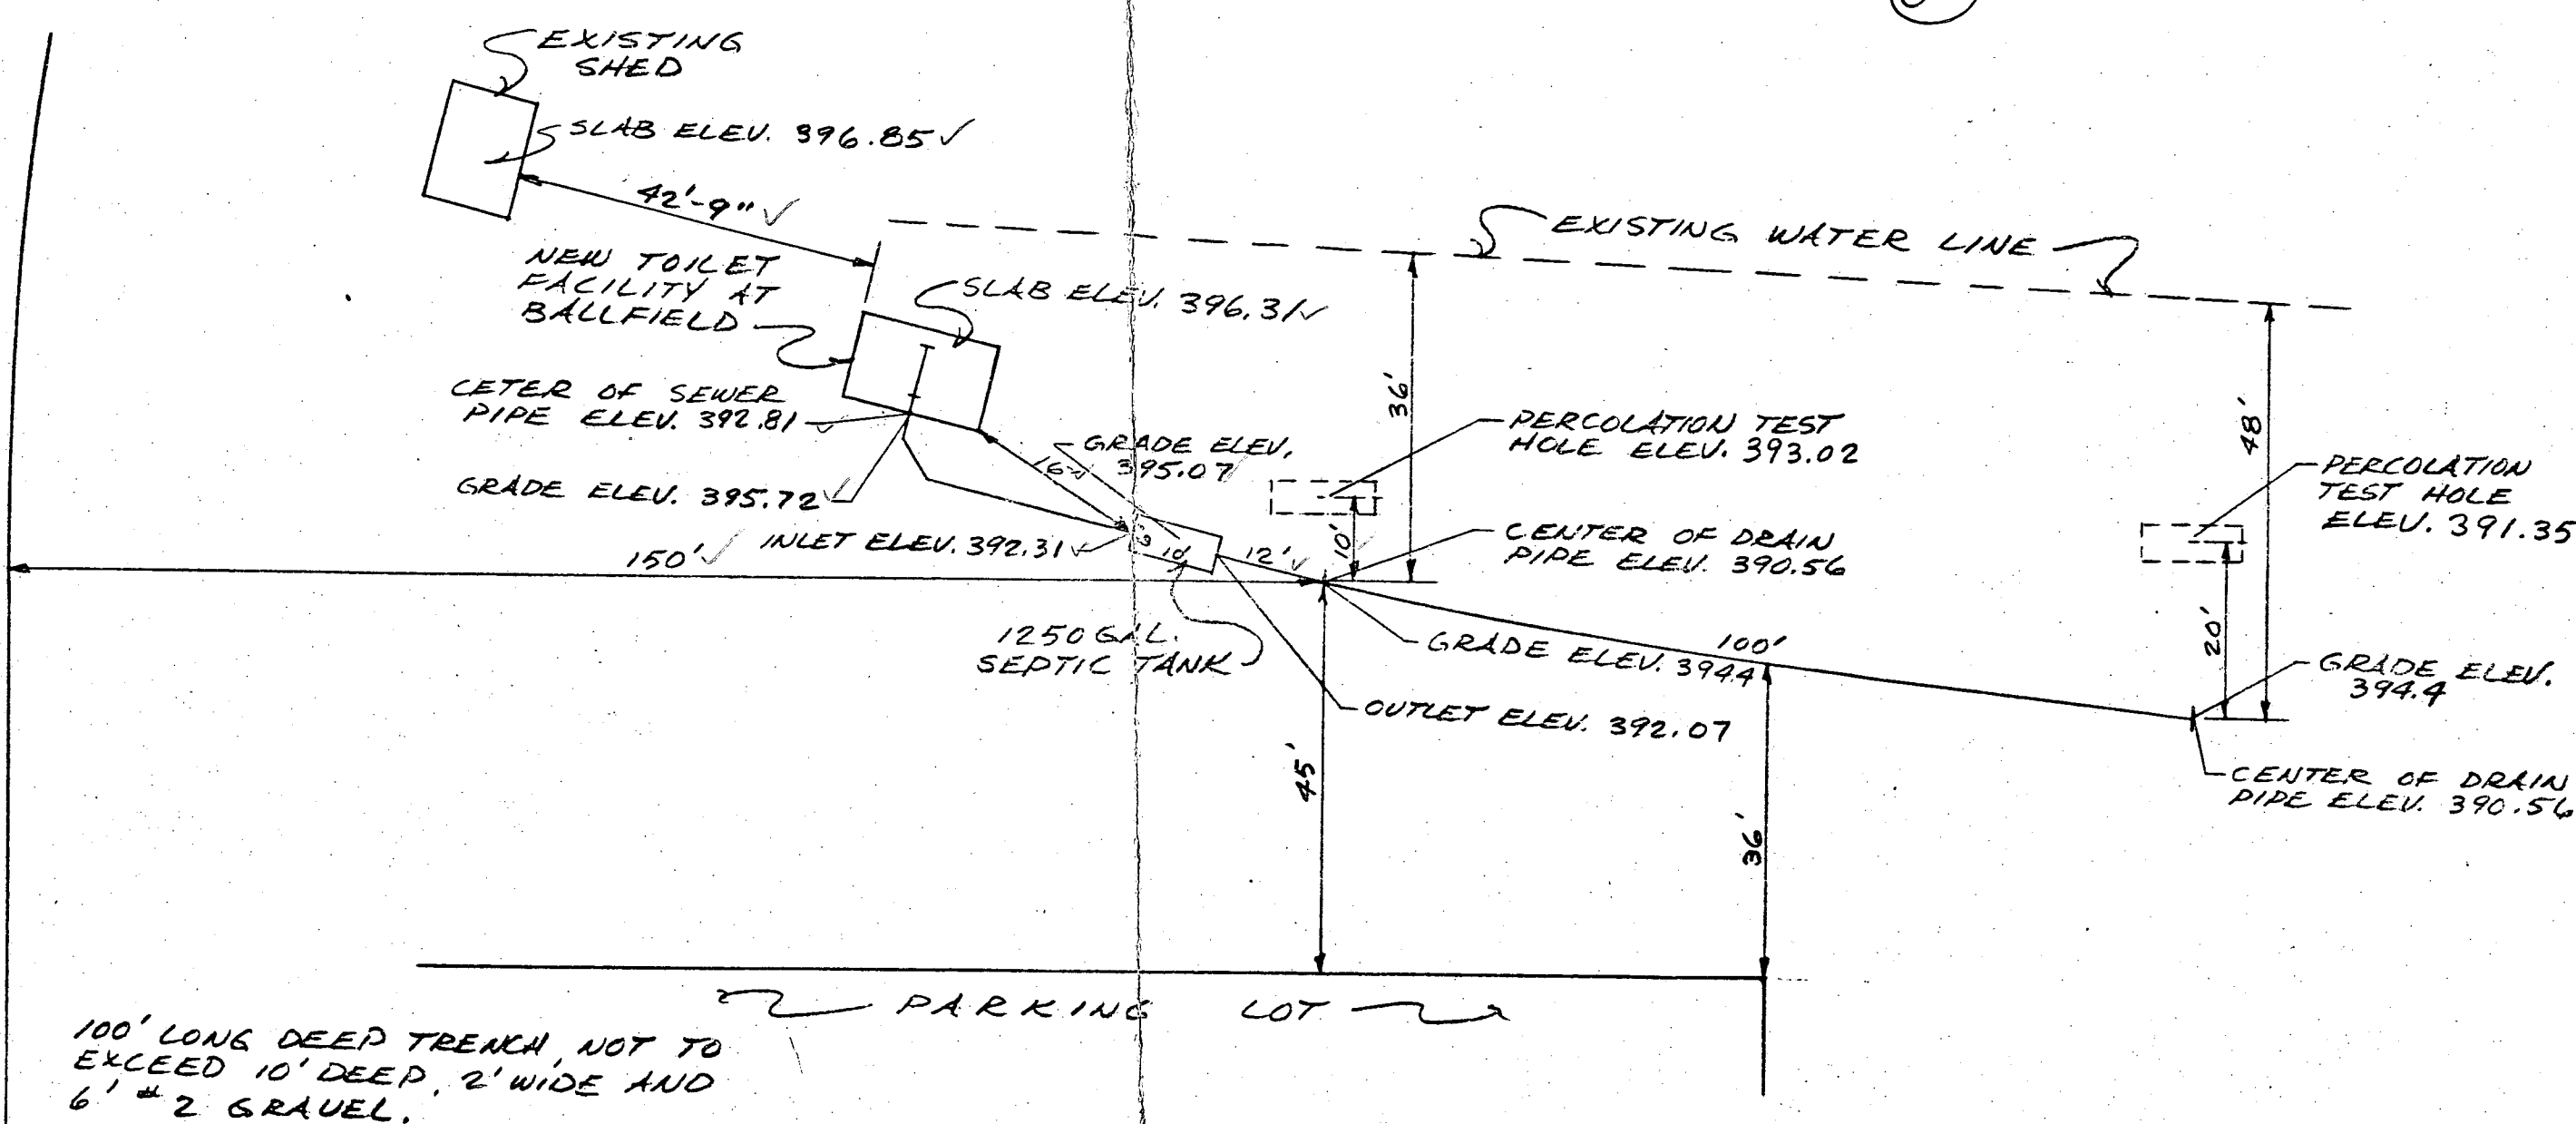 EXISTING
SHED
SLAB ELEV. 396.85 ✓
42'-9" ✓
EXISTING WATER LINE
NEW TOILET
FACILITY AT
BALLFIELD
SLAB ELEV. 396.31 ✓
CETER OF SEWER
PIPE ELEV. 392.81 ✓
GRADE ELEV. 395.72 ✓
GRADE ELEV.
395.07
36'
PERCOLATION TEST
HOLE ELEV. 393.02
48'
PERCOLATION
TEST HOLE
ELEV. 391.35
150' ✓
INLET ELEV. 392.31 ✓
10'
12' ✓
10'
CENTER OF DRAIN
PIPE ELEV. 390.56
1250 GAL.
SEPTIC TANK
GRADE ELEV. 394.4
100'
20'
GRADE ELEV.
394.4
OUTLET ELEV. 392.07
CENTER OF DRAIN
PIPE ELEV. 390.56
45'
36'
PARKING LOT
100' LONG DEEP TRENCH, NOT TO
EXCEED 10' DEEP, 2' WIDE AND
6' # 2 GRAVEL.